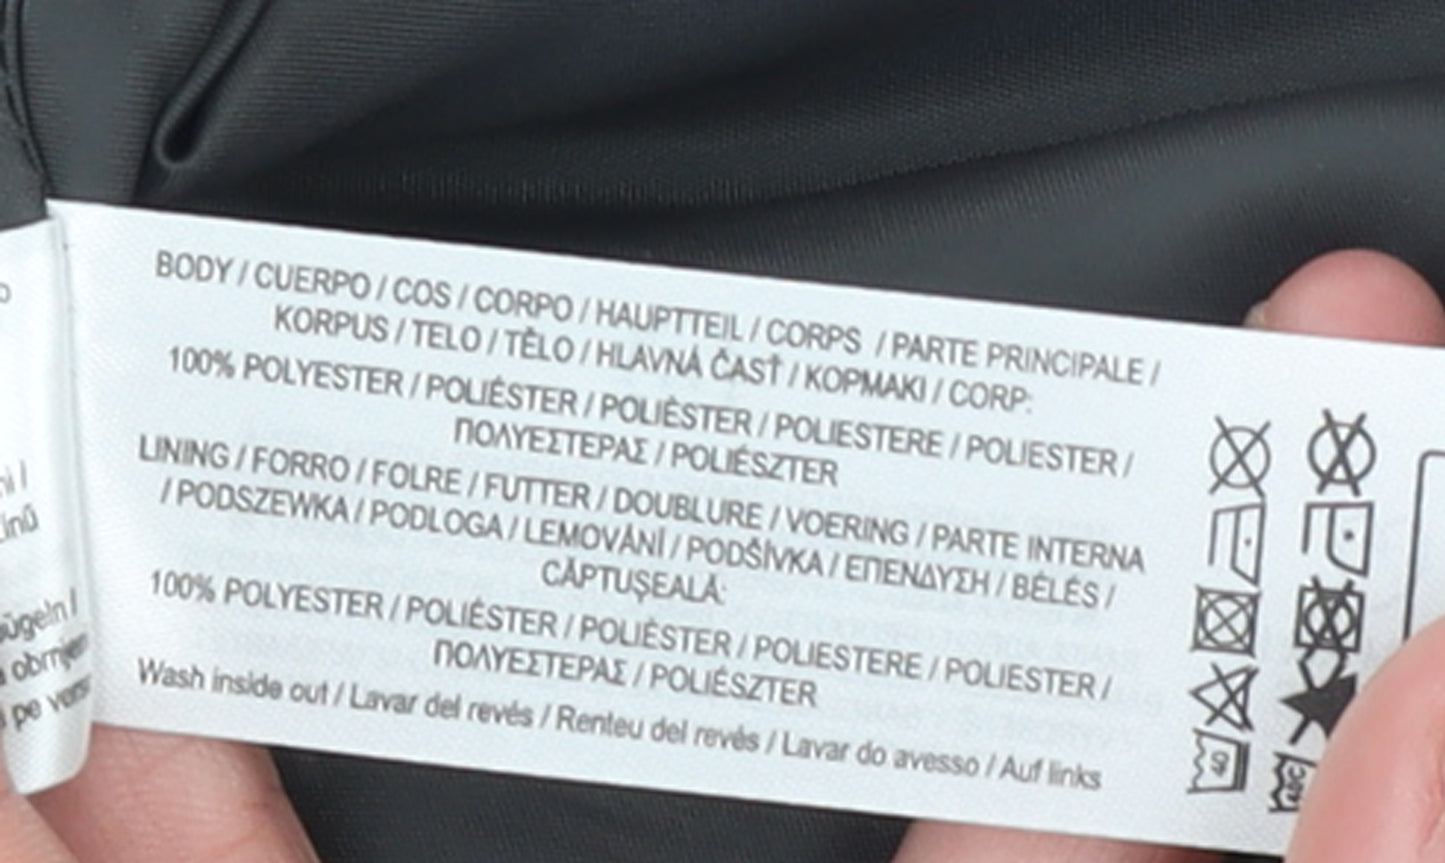 BODY / CUERPO / COS / CORPO / HAUPTTEIL / CORPS / PARTE PRINCIPALE /
KORPUS / TELO / TĚLO / HLAVNÁ ČASŤ / ΚΟΡΜΑΚΙ / CORP:
100% POLYESTER / POLIÉSTER / POLIÈSTER / POLIESTERE / POLIESTER /
ΠΟΛΥΕΣΤΕΡΑΣ / POLIÉSZTER
LINING / FORRO / FOLRE / FUTTER / DOUBLURE / VOERING / PARTE INTERNA
/ PODSZEWKA / PODLOGA / LEMOVÁNÍ / PODŠÍVKA / ΕΠΕΝΔΥΣΗ / BÉLÉS /
CĂPTUȘEALĂ:
100% POLYESTER / POLIÉSTER / POLIÈSTER / POLIESTERE / POLIESTER /
ΠΟΛΥΕΣΤΕΡΑΣ / POLIÉSZTER
Wash inside out / Lavar del revés / Renteu del revés / Lavar do avesso / Auf links
40